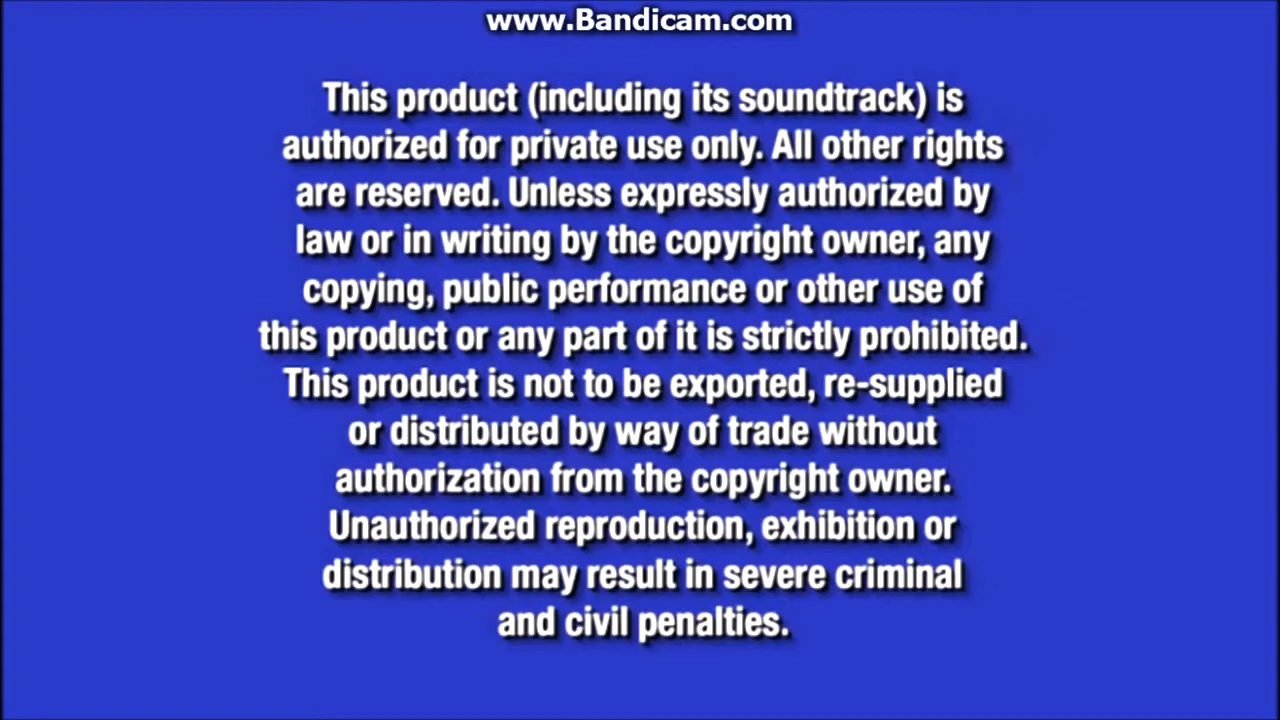 www.Bandicam.com
This product (including its soundtrack) is
authorized for private use only. All other rights
are reserved. Unless expressly authorized by
law or in writing by the copyright owner, any
copying, public performance or other use of
this product or any part of it is strictly prohibited.
This product is not to be exported, re-supplied
or distributed by way of trade without
authorization from the copyright owner.
Unauthorized reproduction, exhibition or
distribution may result in severe criminal
and civil penalties.